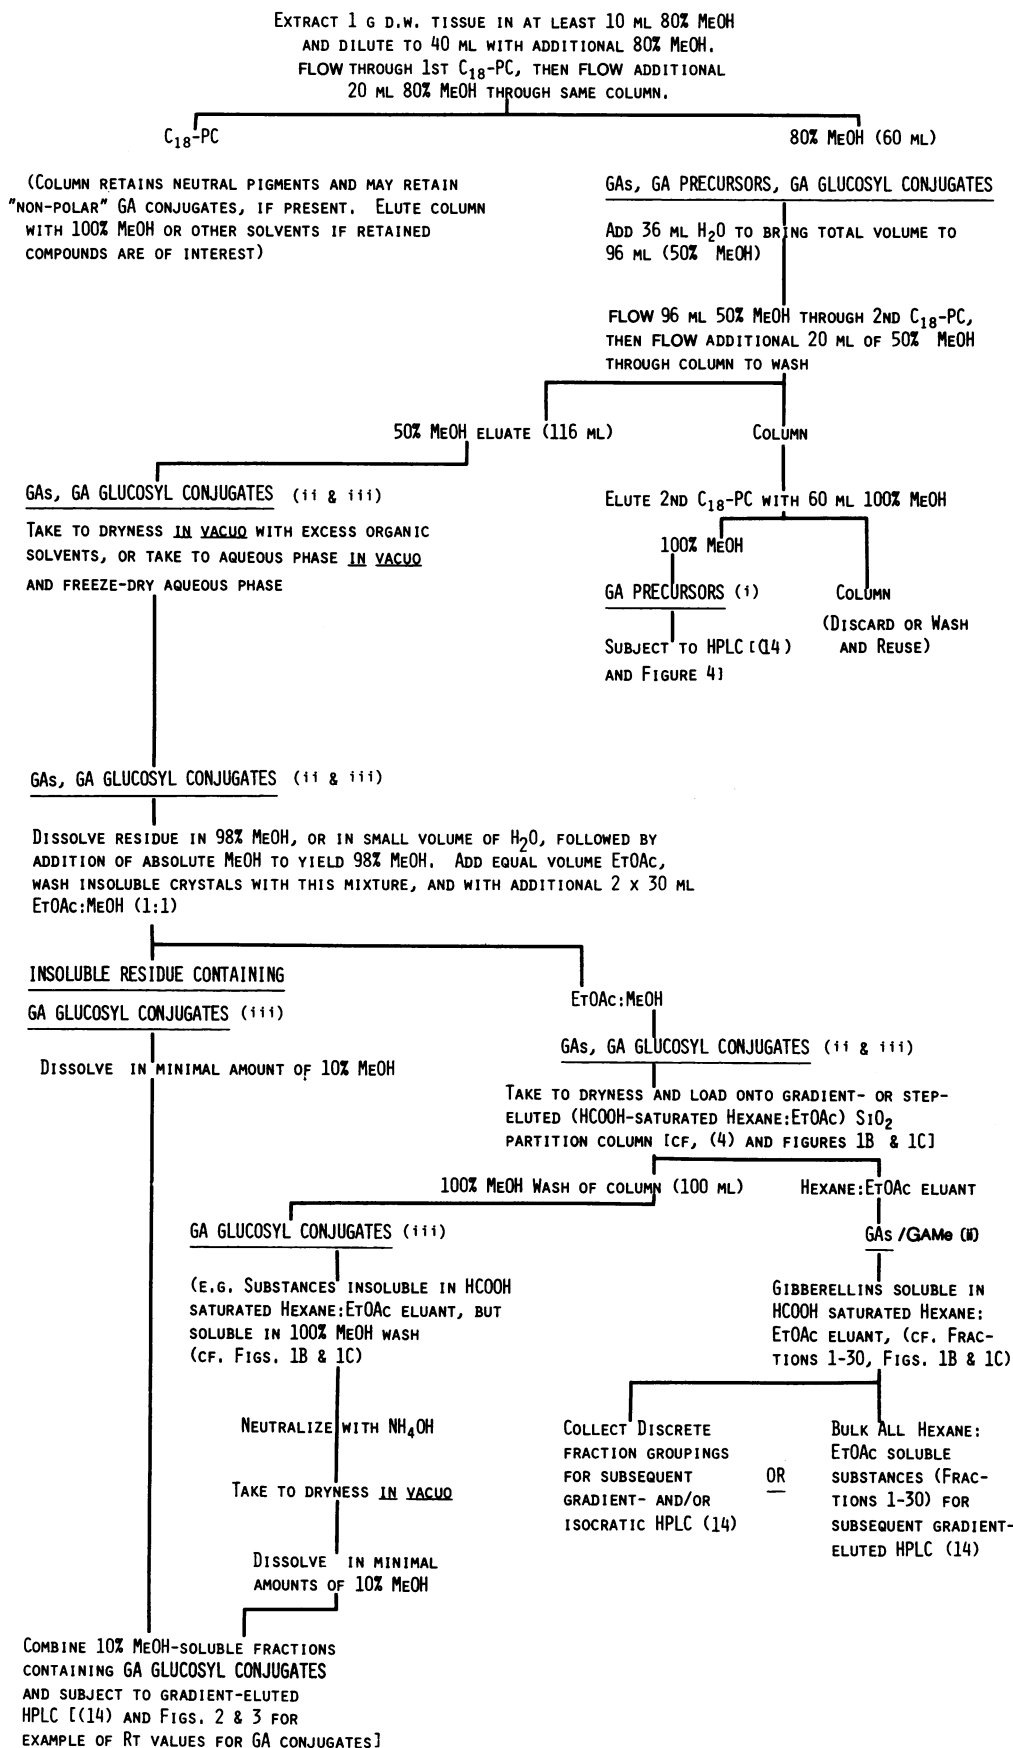 EXTRACT 1 G D.W. TISSUE IN AT LEAST 10 ML 80% MEOH
AND DILUTE TO 40 ML WITH ADDITIONAL 80% MEOH.
FLOW THROUGH 1ST C18-PC, THEN FLOW ADDITIONAL
20 ML 80% MEOH THROUGH SAME COLUMN.
C18-PC
80% MEOH (60 ML)
(COLUMN RETAINS NEUTRAL PIGMENTS AND MAY RETAIN
"NON-POLAR" GA CONJUGATES, IF PRESENT. ELUTE COLUMN
WITH 100% MEOH OR OTHER SOLVENTS IF RETAINED
COMPOUNDS ARE OF INTEREST)
GAs, GA PRECURSORS, GA GLUCOSYL CONJUGATES
ADD 36 ML H2O TO BRING TOTAL VOLUME TO
96 ML (50% MEOH)
FLOW 96 ML 50% MEOH THROUGH 2ND C18-PC,
THEN FLOW ADDITIONAL 20 ML OF 50% MEOH
THROUGH COLUMN TO WASH
50% MEOH ELUATE (116 ML)
COLUMN
GAs, GA GLUCOSYL CONJUGATES (ii & iii)
TAKE TO DRYNESS IN VACUO WITH EXCESS ORGANIC
SOLVENTS, OR TAKE TO AQUEOUS PHASE IN VACUO
AND FREEZE-DRY AQUEOUS PHASE
ELUTE 2ND C18-PC WITH 60 ML 100% MEOH
100% MEOH
GA PRECURSORS (i)
COLUMN
(DISCARD OR WASH
AND REUSE)
SUBJECT TO HPLC [(14)
AND FIGURE 4]
GAs, GA GLUCOSYL CONJUGATES (ii & iii)
DISSOLVE RESIDUE IN 98% MEOH, OR IN SMALL VOLUME OF H2O, FOLLOWED BY
ADDITION OF ABSOLUTE MEOH TO YIELD 98% MEOH. ADD EQUAL VOLUME ETOAC,
WASH INSOLUBLE CRYSTALS WITH THIS MIXTURE, AND WITH ADDITIONAL 2 X 30 ML
ETOAC:MEOH (1:1)
INSOLUBLE RESIDUE CONTAINING
GA GLUCOSYL CONJUGATES (iii)
ETOAC:MEOH
GAs, GA GLUCOSYL CONJUGATES (ii & iii)
DISSOLVE IN MINIMAL AMOUNT OF 10% MEOH
TAKE TO DRYNESS AND LOAD ONTO GRADIENT- OR STEP-
ELUTED (HCOOH-SATURATED HEXANE:ETOAC) SIO2
PARTITION COLUMN [CF, (4) AND FIGURES 1B & 1C]
100% MEOH WASH OF COLUMN (100 ML)
HEXANE:ETOAC ELUANT
GA GLUCOSYL CONJUGATES (iii)
GAs /GAMe (ii)
(E.G. SUBSTANCES INSOLUBLE IN HCOOH
SATURATED HEXANE:ETOAC ELUANT, BUT
SOLUBLE IN 100% MEOH WASH
(CF. FIGS. 1B & 1C)
GIBBERELLINS SOLUBLE IN
HCOOH SATURATED HEXANE:
ETOAC ELUANT, (CF. FRAC-
TIONS 1-30, FIGS. 1B & 1C)
NEUTRALIZE WITH NH4OH
TAKE TO DRYNESS IN VACUO
DISSOLVE IN MINIMAL
AMOUNTS OF 10% MEOH
COLLECT DISCRETE
FRACTION GROUPINGS
FOR SUBSEQUENT
GRADIENT- AND/OR
ISOCRATIC HPLC (14)
OR
BULK ALL HEXANE:
ETOAC SOLUBLE
SUBSTANCES (FRAC-
TIONS 1-30) FOR
SUBSEQUENT GRADIENT-
ELUTED HPLC (14)
COMBINE 10% MEOH-SOLUBLE FRACTIONS
CONTAINING GA GLUCOSYL CONJUGATES
AND SUBJECT TO GRADIENT-ELUTED
HPLC [(14) AND FIGS. 2 & 3 FOR
EXAMPLE OF RT VALUES FOR GA CONJUGATES]